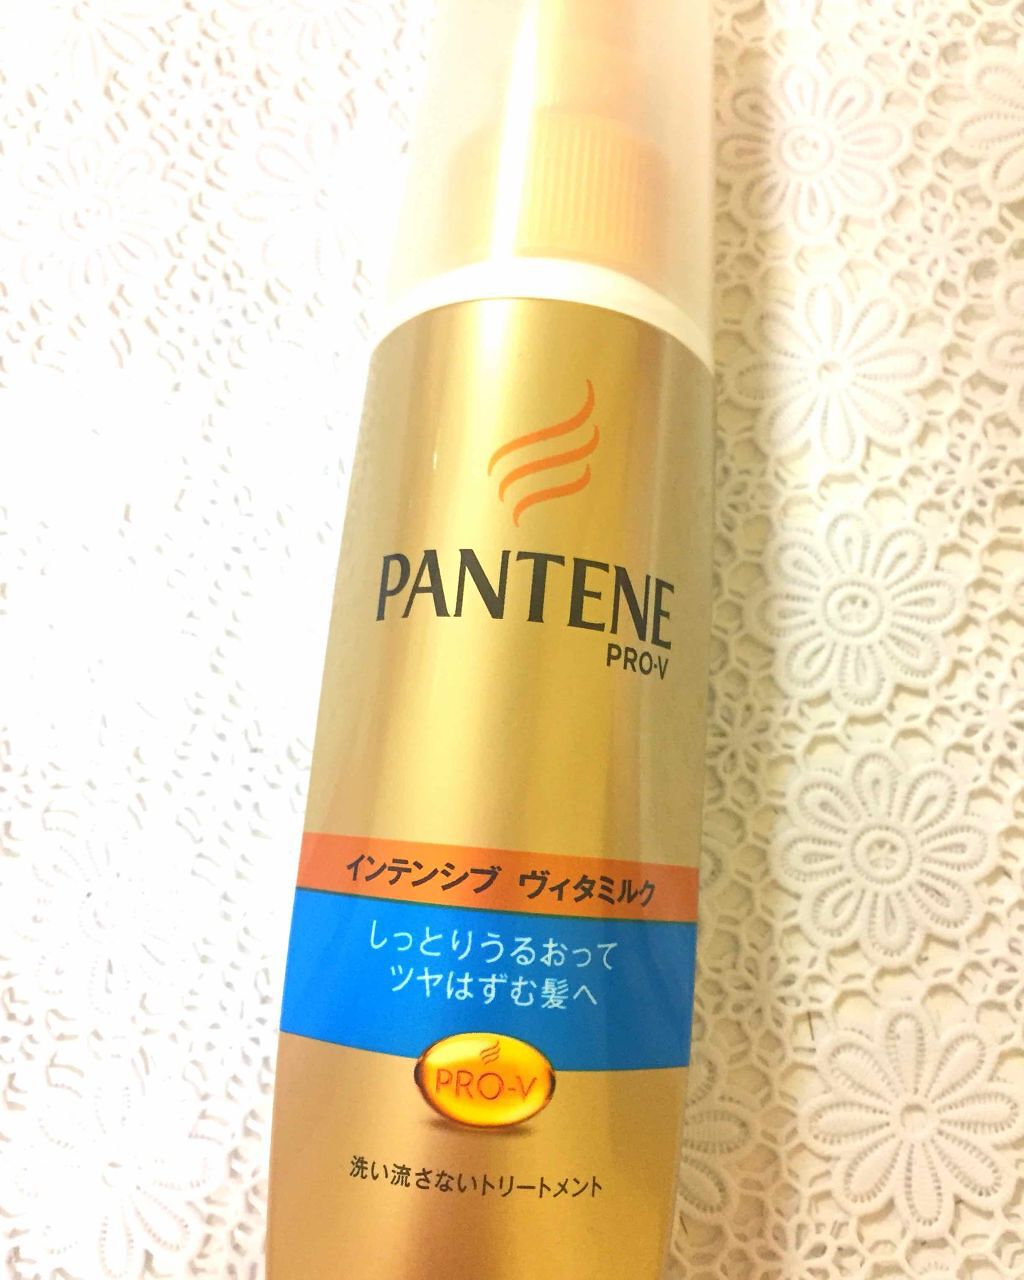 PANTENE
PRO-V
インテンシブ ヴィタミルク
しっとりうるおって
ツヤはずむ髪へ
PRO-V
洗い流さないトリートメント